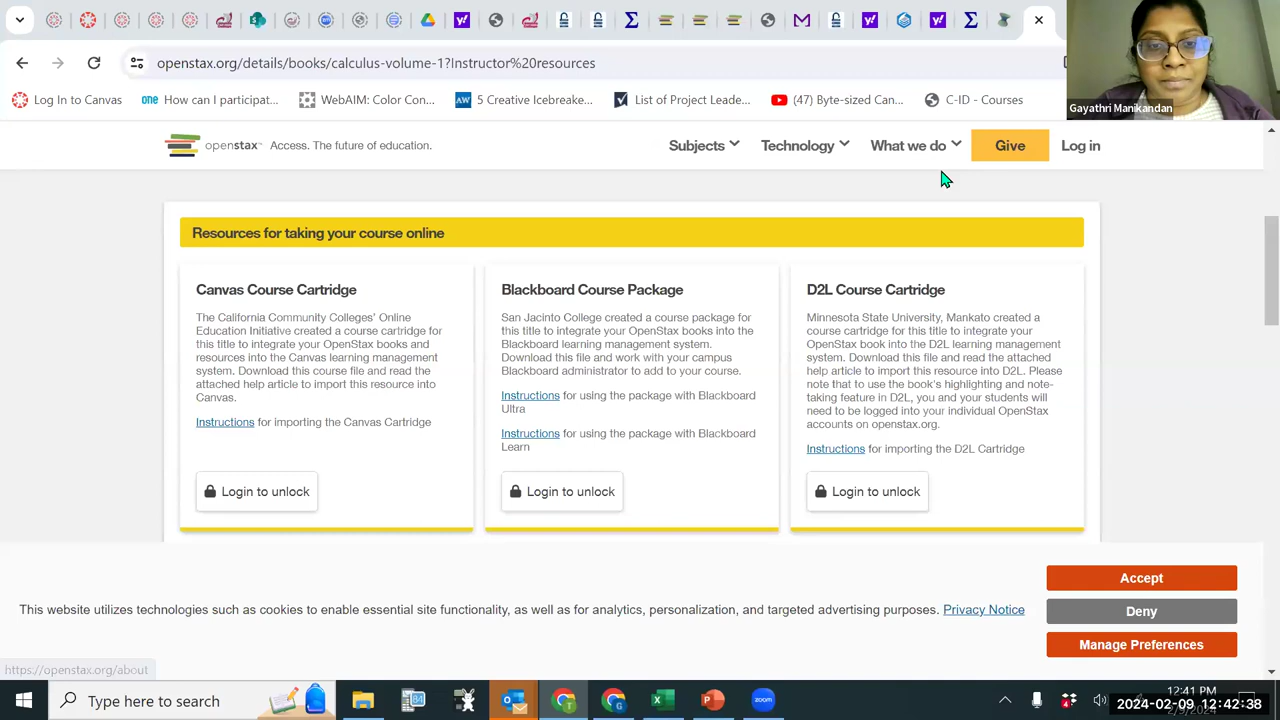 openstax.org/details/books/calculus-volume-1?Instructor%20resources
Log In to Canvas
one How can I participat...
WebAIM: Color Con...
AW 5 Creative Icebreake...
List of Project Leade...
(47) Byte-sized Can...
C-ID - Courses
Gayathri Manikandan
openstax
Access. The future of education.
Subjects
Technology
What we do
Give
Log in
Resources for taking your course online
Canvas Course Cartridge
The California Community Colleges' Online
Education Initiative created a course cartridge for
this title to integrate your OpenStax books and
resources into the Canvas learning management
system. Download this course file and read the
attached help article to import this resource into
Canvas.
Instructions for importing the Canvas Cartridge
Login to unlock
Blackboard Course Package
San Jacinto College created a course package for
this title to integrate your OpenStax books into the
Blackboard learning management system.
Download this file and work with your campus
Blackboard administrator to add to your course.
Instructions for using the package with Blackboard
Ultra
Instructions for using the package with Blackboard
Learn
Login to unlock
D2L Course Cartridge
Minnesota State University, Mankato created a
course cartridge for this title to integrate your
OpenStax book into the D2L learning management
system. Download this file and read the attached
help article to import this resource into D2L. Please
note that to use the book's highlighting and note-
taking feature in D2L, you and your students will
need to be logged into your individual OpenStax
accounts on openstax.org.
Instructions for importing the D2L Cartridge
Login to unlock
This website utilizes technologies such as cookies to enable essential site functionality, as well as for analytics, personalization, and targeted advertising purposes. Privacy Notice
Accept
Deny
Manage Preferences
https://openstax.org/about
Type here to search
zoom
12:41 PM
2024-02-09 12:42:38